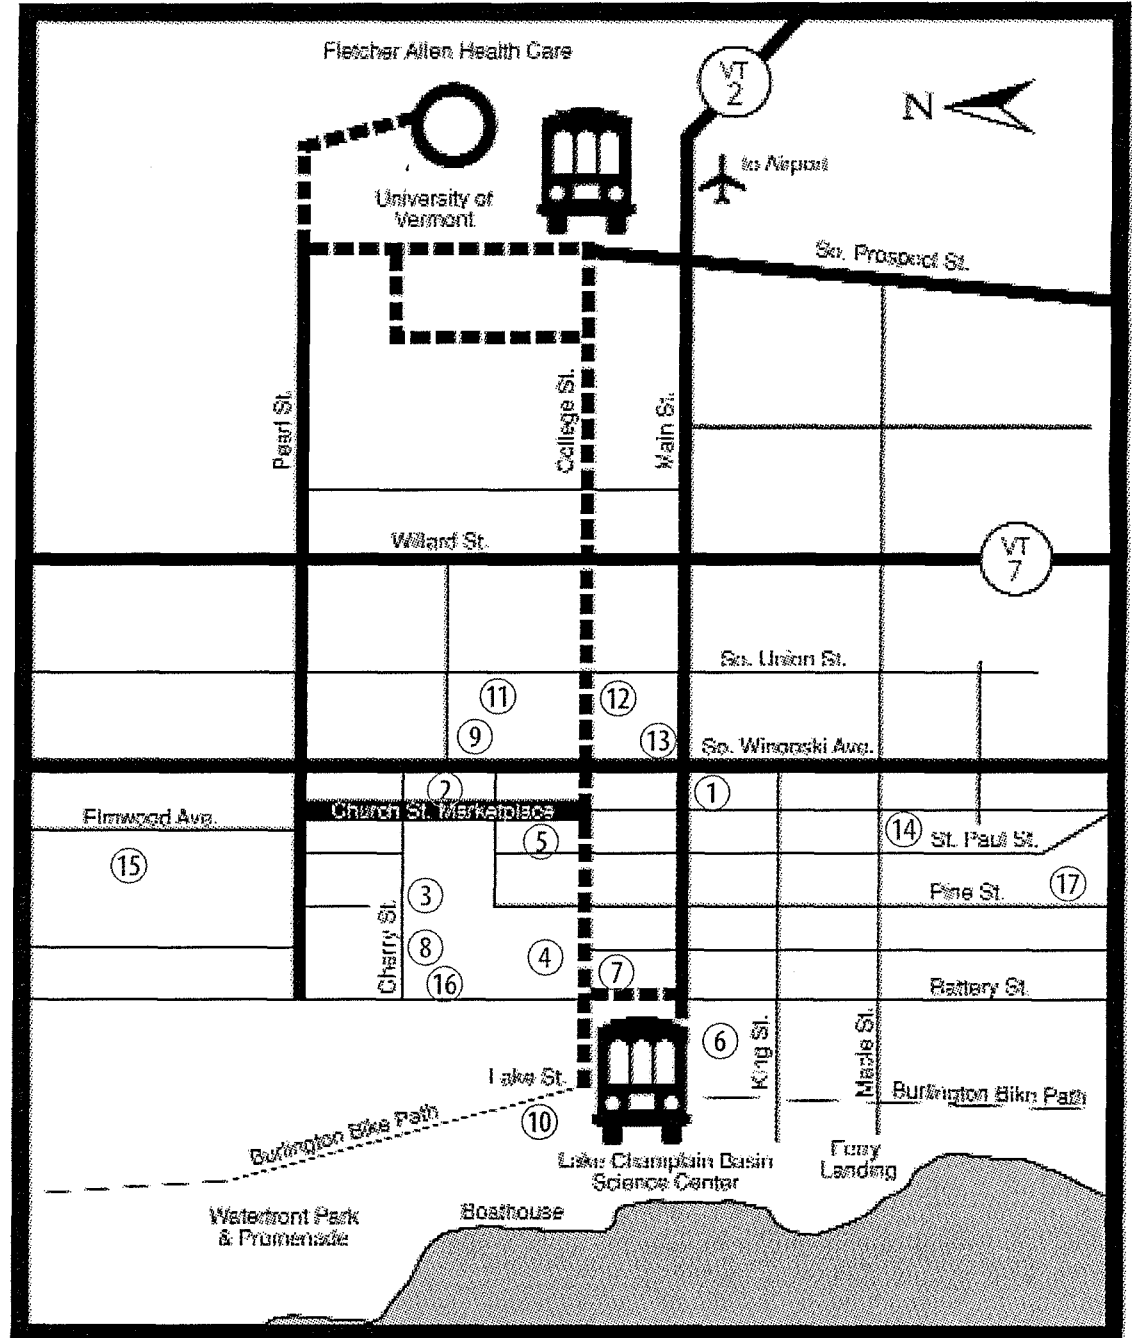 Fletcher Allen Health Care
VT
2
N
to Airport
University of
Vermont
So. Prospect St.
Pearl St.
College St.
Main St.
Willard St.
VT
7
So. Union St.
11
12
9
13
So. Winooski Ave.
2
1
Church St. Marketplace
Elmwood Ave.
5
14
St. Paul St.
15
17
3
Pine St.
Cherry St.
8
4
7
16
Battery St.
6
King St.
Maple St.
Lake St.
Burlington Bike Path
10
Burlington Bike Path
Ferry
Landing
Lake Champlain Basin
Science Center
Waterfront Park
& Promenade
Boathouse